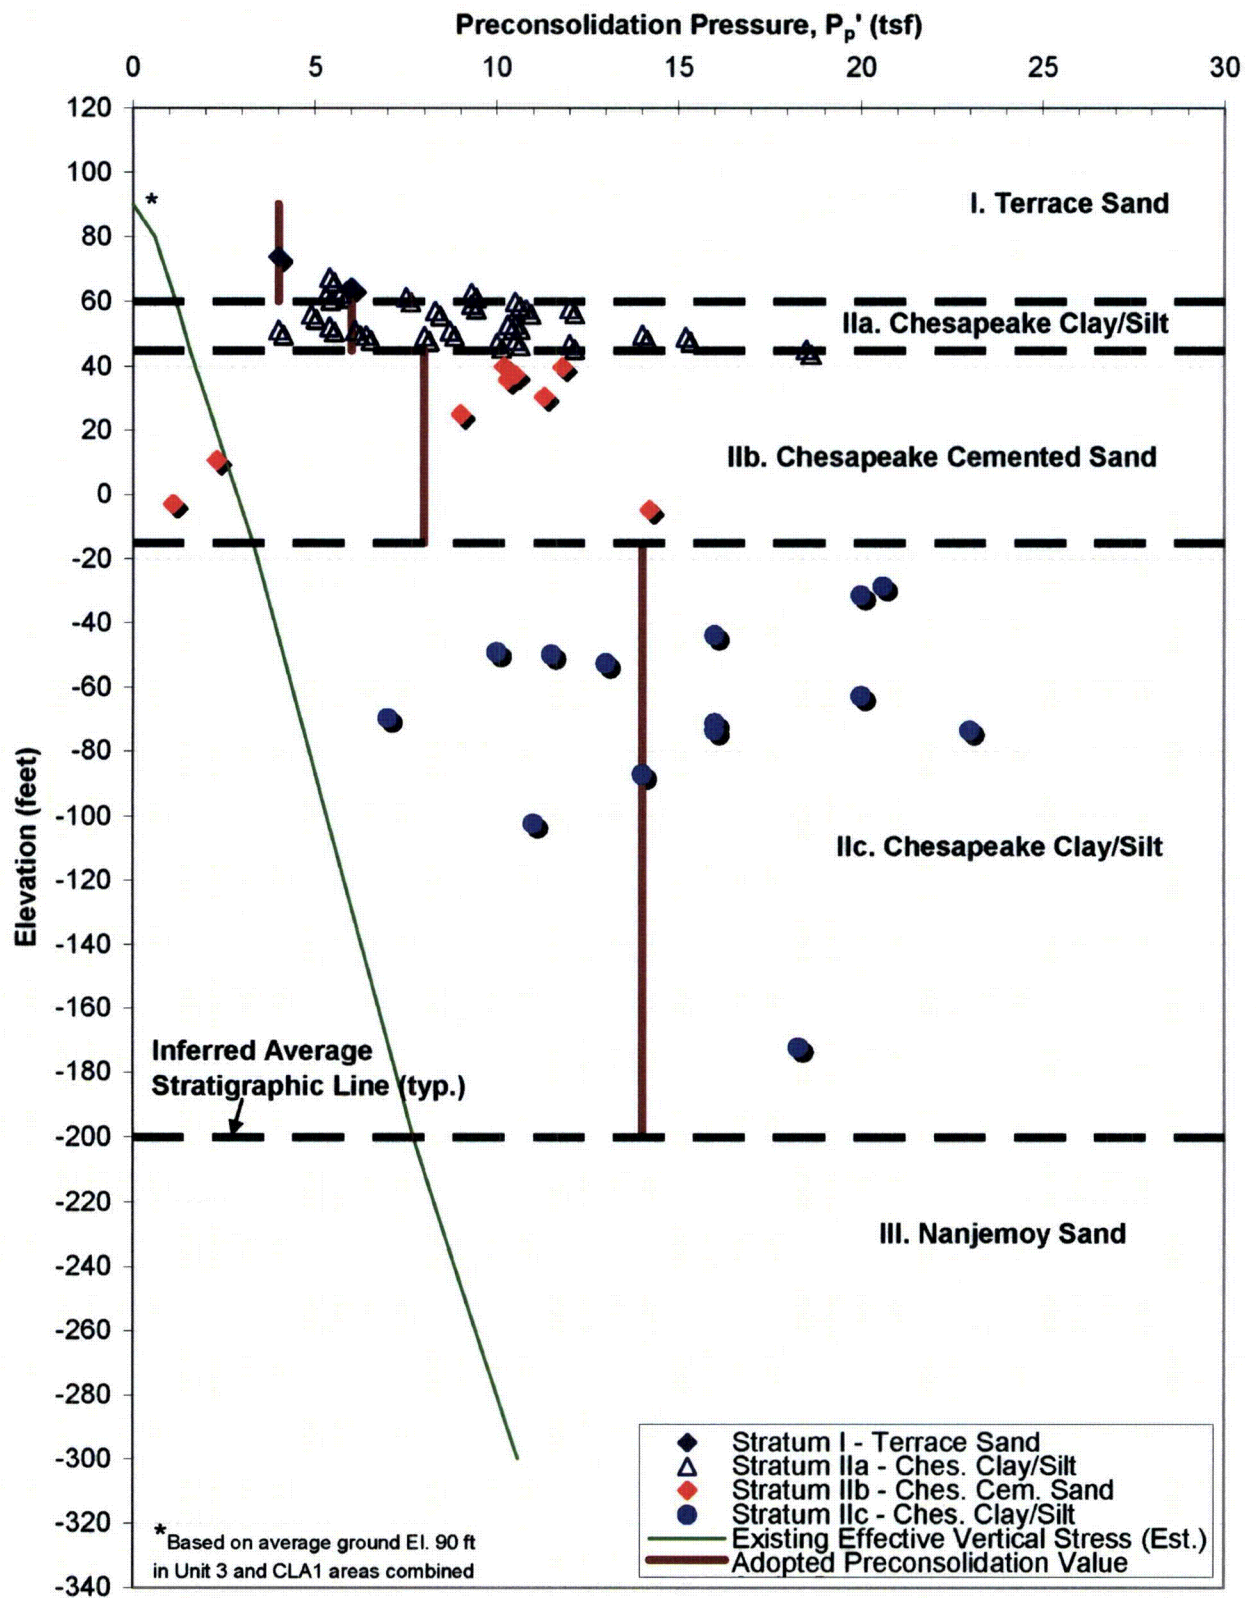 Preconsolidation Pressure, Pp' (tsf)
0 5 10 15 20 25 30
120
100
*
I. Terrace Sand
80
60
IIa. Chesapeake Clay/Silt
40
20
IIb. Chesapeake Cemented Sand
0
-20
-40
-60
-80
-100
IIc. Chesapeake Clay/Silt
-120
-140
-160
Elevation (feet)
Inferred Average
-180
Stratigraphic Line (typ.)
-200
-220
III. Nanjemoy Sand
-240
-260
-280
-300
-320
-340
Stratum I - Terrace Sand
Stratum IIa - Ches. Clay/Silt
Stratum IIb - Ches. Cem. Sand
Stratum IIc - Ches. Clay/Silt
Existing Effective Vertical Stress (Est.)
Adopted Preconsolidation Value
*Based on average ground El. 90 ft
in Unit 3 and CLA1 areas combined